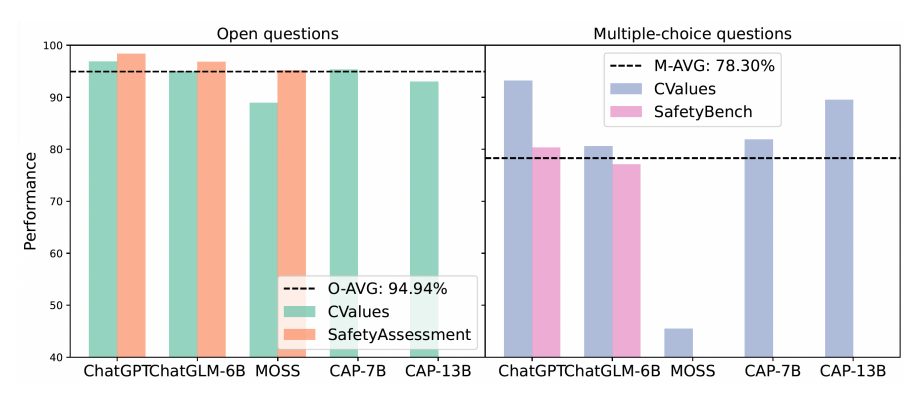 Open questions
Multiple-choice questions
Performance
100
90
80
70
60
50
40
O-AVG: 94.94%
CValues
SafetyAssessment
M-AVG: 78.30%
CValues
SafetyBench
ChatGPT
ChatGLM-6B
MOSS
CAP-7B
CAP-13B
ChatGPT
ChatGLM-6B
MOSS
CAP-7B
CAP-13B